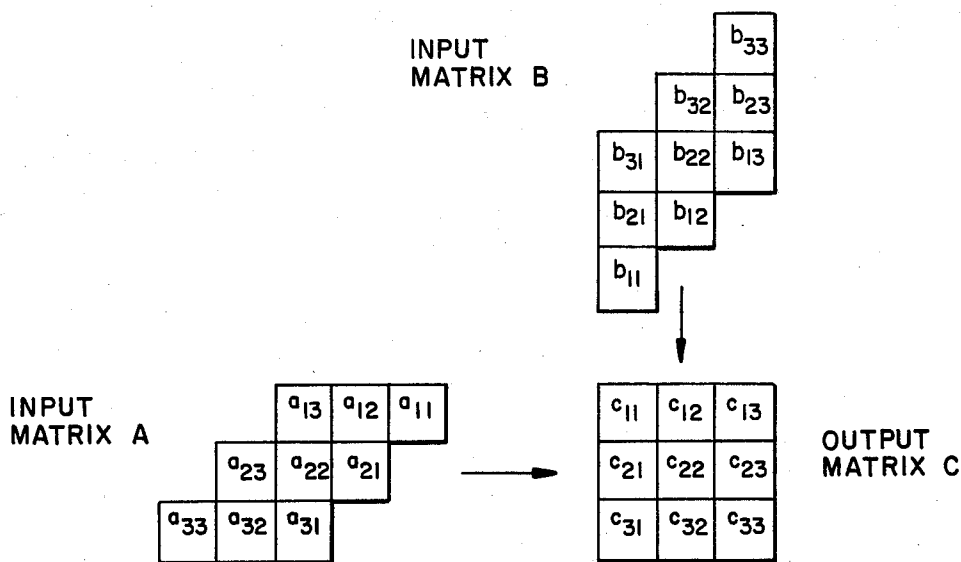 INPUT
MATRIX B
b33
b32 b23
b31 b22 b13
b21 b12
b11
INPUT
MATRIX A
a13 a12 a11
a23 a22 a21
a33 a32 a31
c11 c12 c13
c21 c22 c23
c31 c32 c33
OUTPUT
MATRIX C